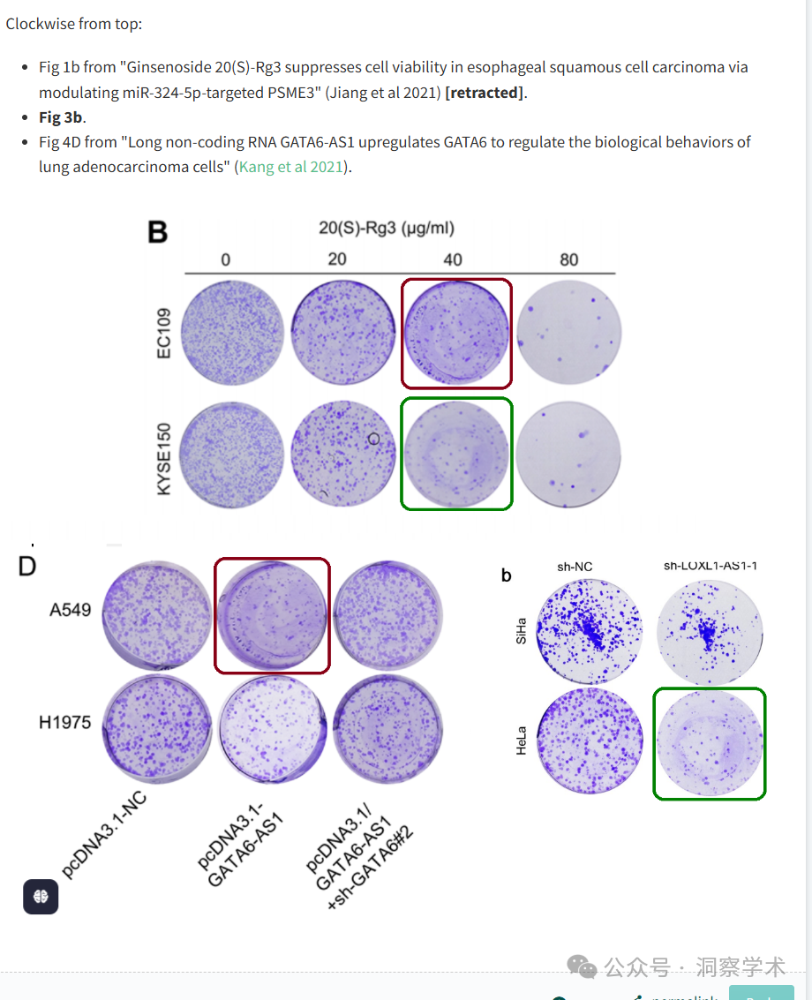 Clockwise from top:
• Fig 1b from "Ginsenoside 20(S)-Rg3 suppresses cell viability in esophageal squamous cell carcinoma via
modulating miR-324-5p-targeted PSME3" (Jiang et al 2021) [retracted].
• Fig 3b.
• Fig 4D from "Long non-coding RNA GATA6-AS1 upregulates GATA6 to regulate the biological behaviors of
lung adenocarcinoma cells" (Kang et al 2021).
B
20(S)-Rg3 (μg/ml)
0 20 40 80
EC109
KYSE150
D
A549
H1975
pcDNA3.1-NC
pcDNA3.1-
GATA6-AS1
pcDNA3.1/
GATA6-AS1
+sh-GATA6#2
b
sh-NC sh-LOXL1-AS1-1
SiHa
HeLa
公众号 · 洞察学术
permalink